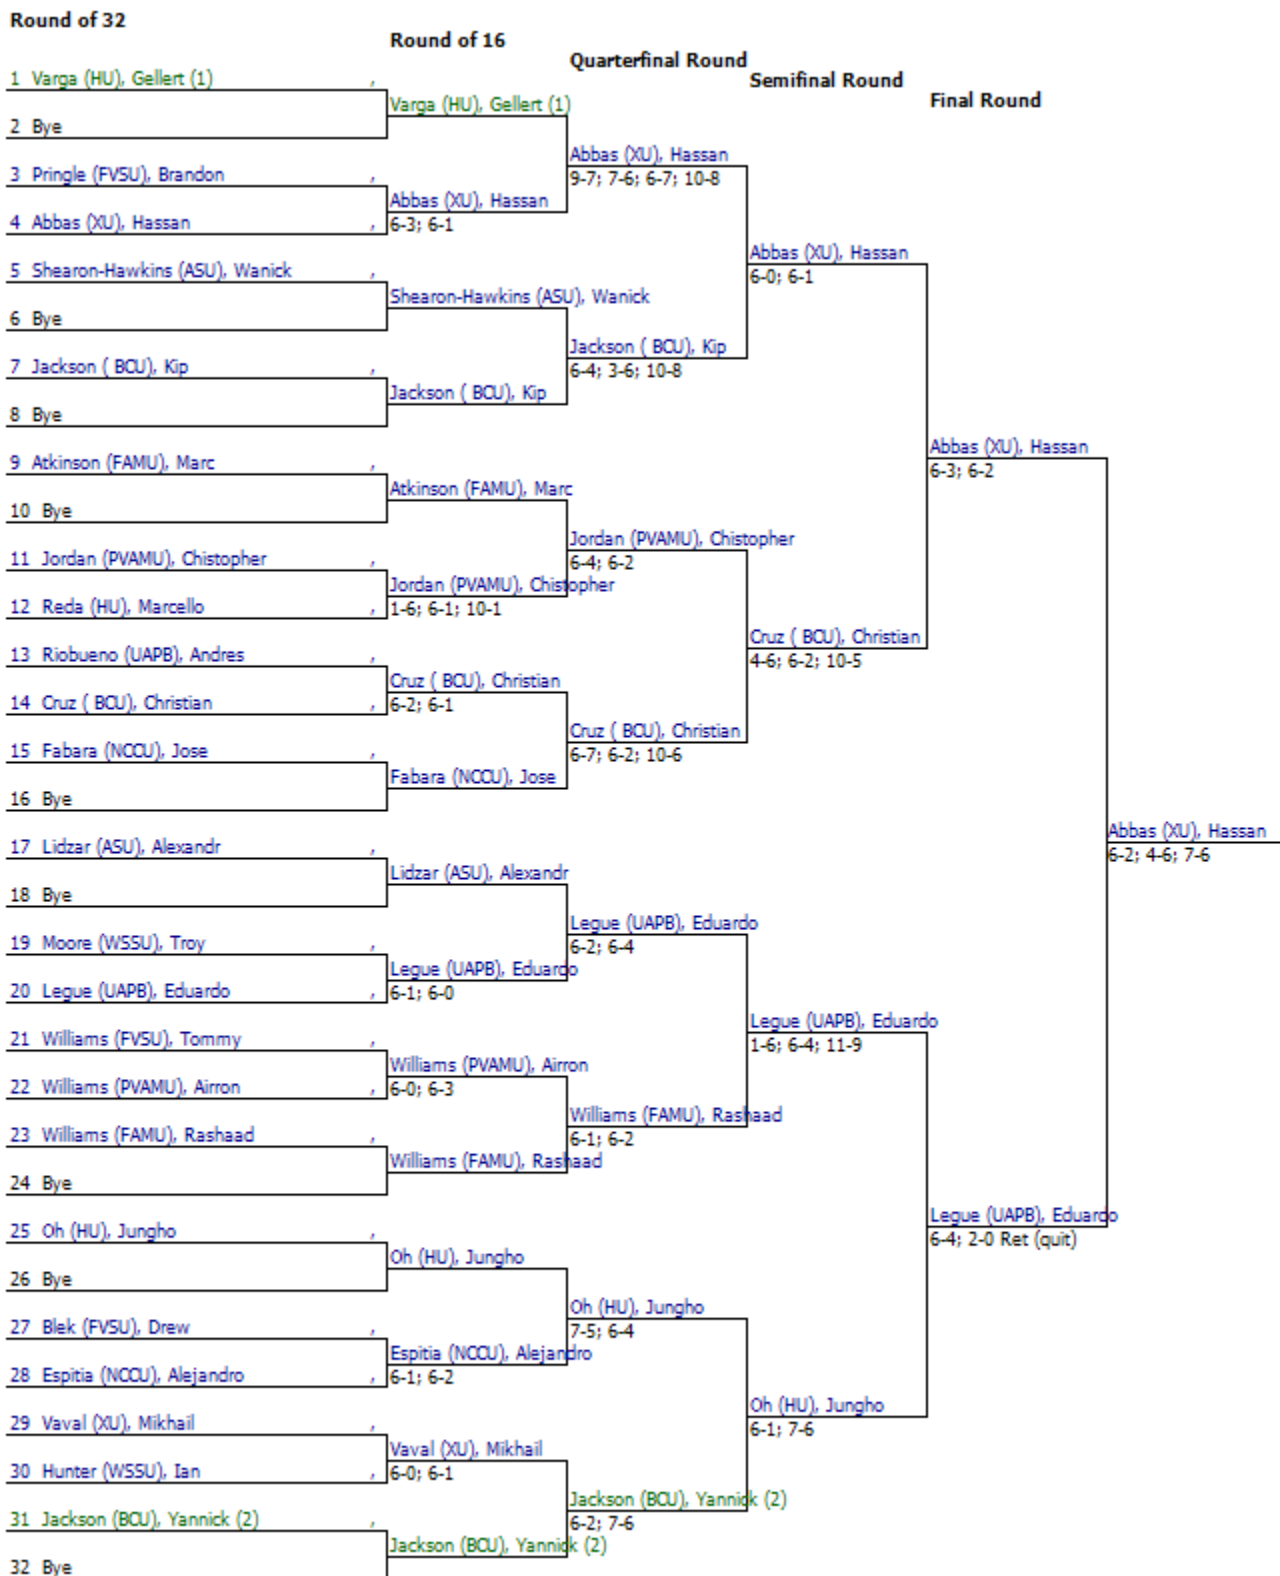 Round of 32
Round of 16
Quarterfinal Round
Semifinal Round
Final Round
1 Varga (HU), Gellert (1) ,
Varga (HU), Gellert (1)
2 Bye
Abbas (XU), Hassan
3 Pringle (FVSU), Brandon ,
9-7; 7-6; 6-7; 10-8
Abbas (XU), Hassan
4 Abbas (XU), Hassan ,
6-3; 6-1
Abbas (XU), Hassan
5 Shearon-Hawkins (ASU), Wanick ,
6-0; 6-1
Shearon-Hawkins (ASU), Wanick
6 Bye
Jackson ( BCU), Kip
7 Jackson ( BCU), Kip ,
6-4; 3-6; 10-8
Jackson ( BCU), Kip
8 Bye
Abbas (XU), Hassan
9 Atkinson (FAMU), Marc ,
6-3; 6-2
Atkinson (FAMU), Marc
10 Bye
Jordan (PVAMU), Chistopher
11 Jordan (PVAMU), Chistopher ,
6-4; 6-2
Jordan (PVAMU), Chistopher
12 Reda (HU), Marcello ,
1-6; 6-1; 10-1
Cruz ( BCU), Christian
13 Riobueno (UAPB), Andres ,
4-6; 6-2; 10-5
Cruz ( BCU), Christian
14 Cruz ( BCU), Christian ,
6-2; 6-1
Cruz ( BCU), Christian
15 Fabara (NCCU), Jose ,
6-7; 6-2; 10-6
Fabara (NCCU), Jose
16 Bye
Abbas (XU), Hassan
17 Lidzar (ASU), Alexandr ,
6-2; 4-6; 7-6
Lidzar (ASU), Alexandr
18 Bye
Legue (UAPB), Eduardo
19 Moore (WSSU), Troy ,
6-2; 6-4
Legue (UAPB), Eduardo
20 Legue (UAPB), Eduardo ,
6-1; 6-0
Legue (UAPB), Eduardo
21 Williams (FVSU), Tommy ,
1-6; 6-4; 11-9
Williams (PVAMU), Airron
22 Williams (PVAMU), Airron ,
6-0; 6-3
Williams (FAMU), Rashaad
23 Williams (FAMU), Rashaad ,
6-1; 6-2
Williams (FAMU), Rashaad
24 Bye
Legue (UAPB), Eduardo
25 Oh (HU), Jungho ,
6-4; 2-0 Ret (quit)
Oh (HU), Jungho
26 Bye
Oh (HU), Jungho
27 Blek (FVSU), Drew ,
7-5; 6-4
Espitia (NCCU), Alejandro
28 Espitia (NCCU), Alejandro ,
6-1; 6-2
Oh (HU), Jungho
29 Vaval (XU), Mikhail ,
6-1; 7-6
Vaval (XU), Mikhail
30 Hunter (WSSU), Ian ,
6-0; 6-1
Jackson (BCU), Yannick (2)
31 Jackson (BCU), Yannick (2) ,
6-2; 7-6
Jackson (BCU), Yannick (2)
32 Bye